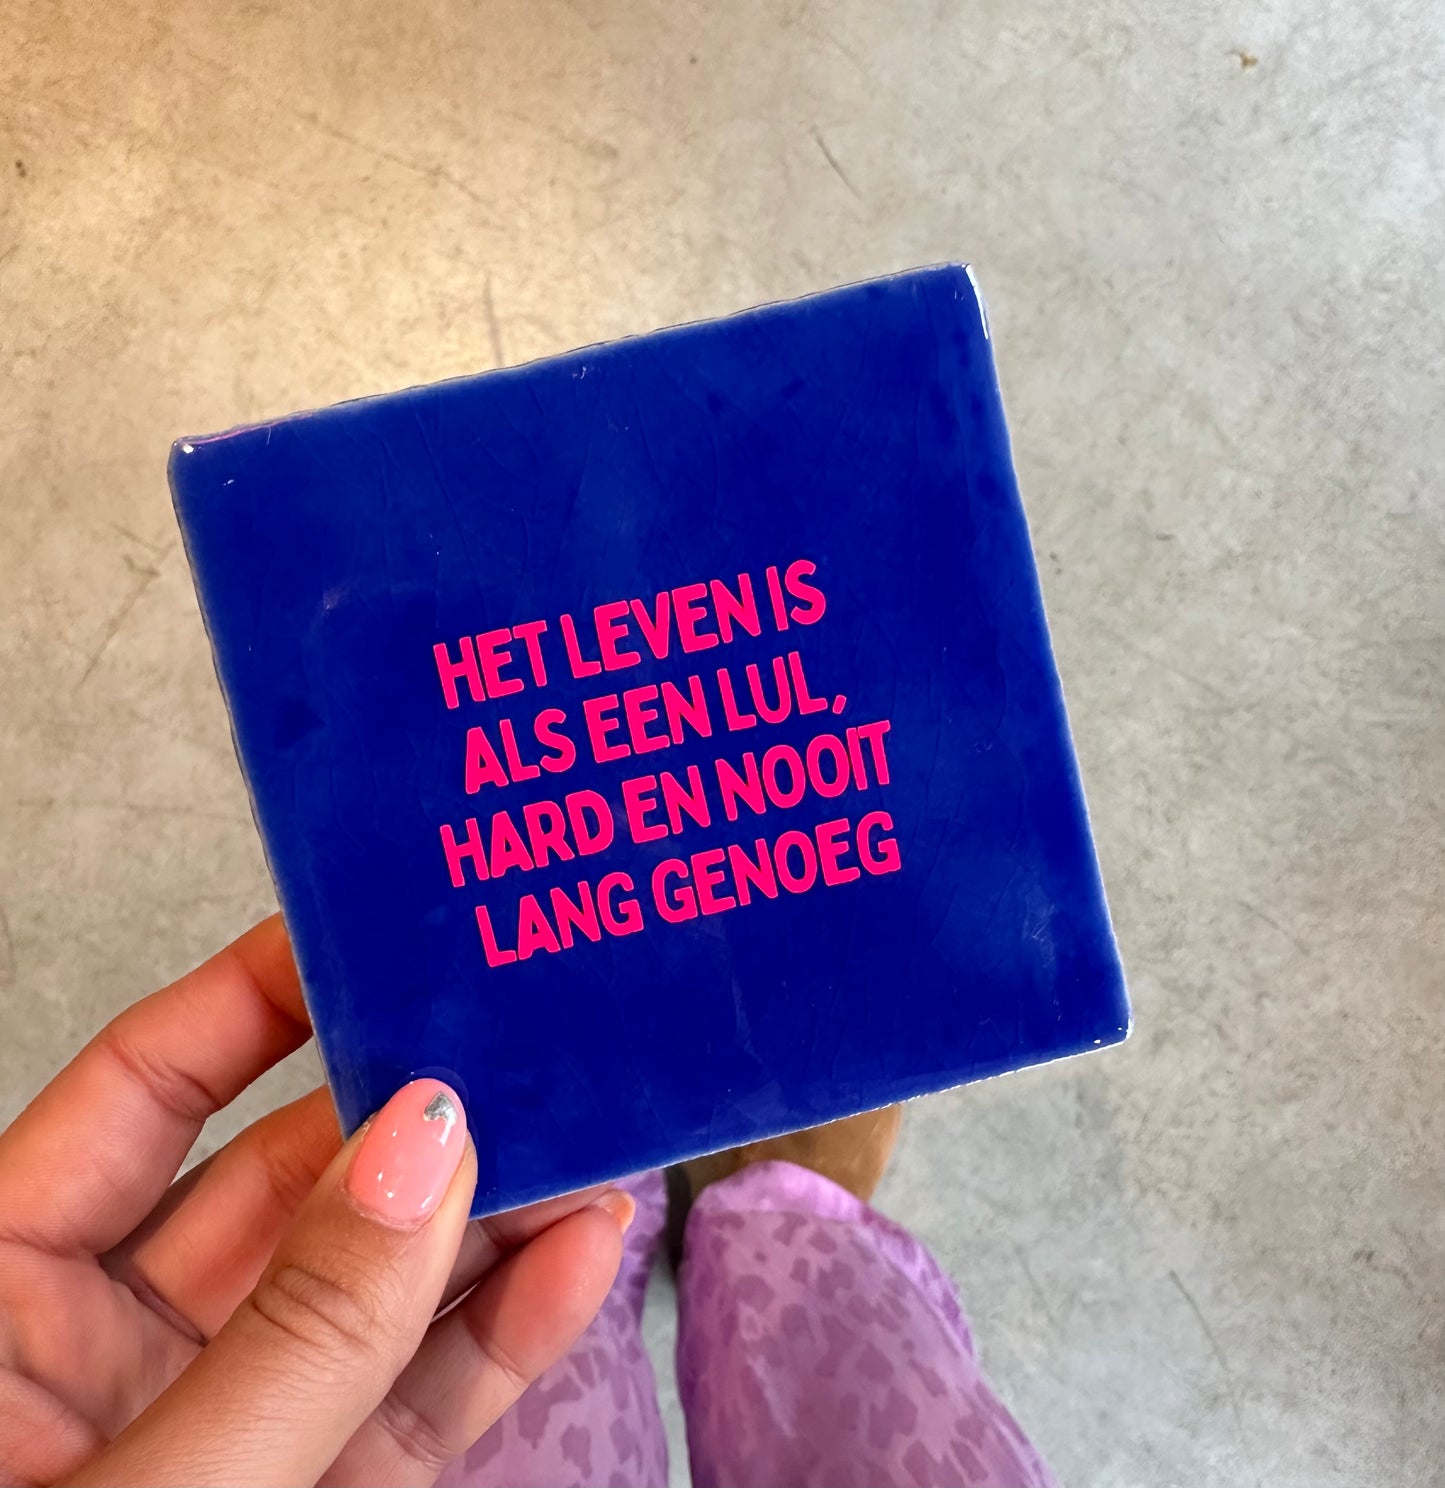 HET LEVEN IS
ALS EEN LUL,
HARD EN NOOIT
LANG GENOEG